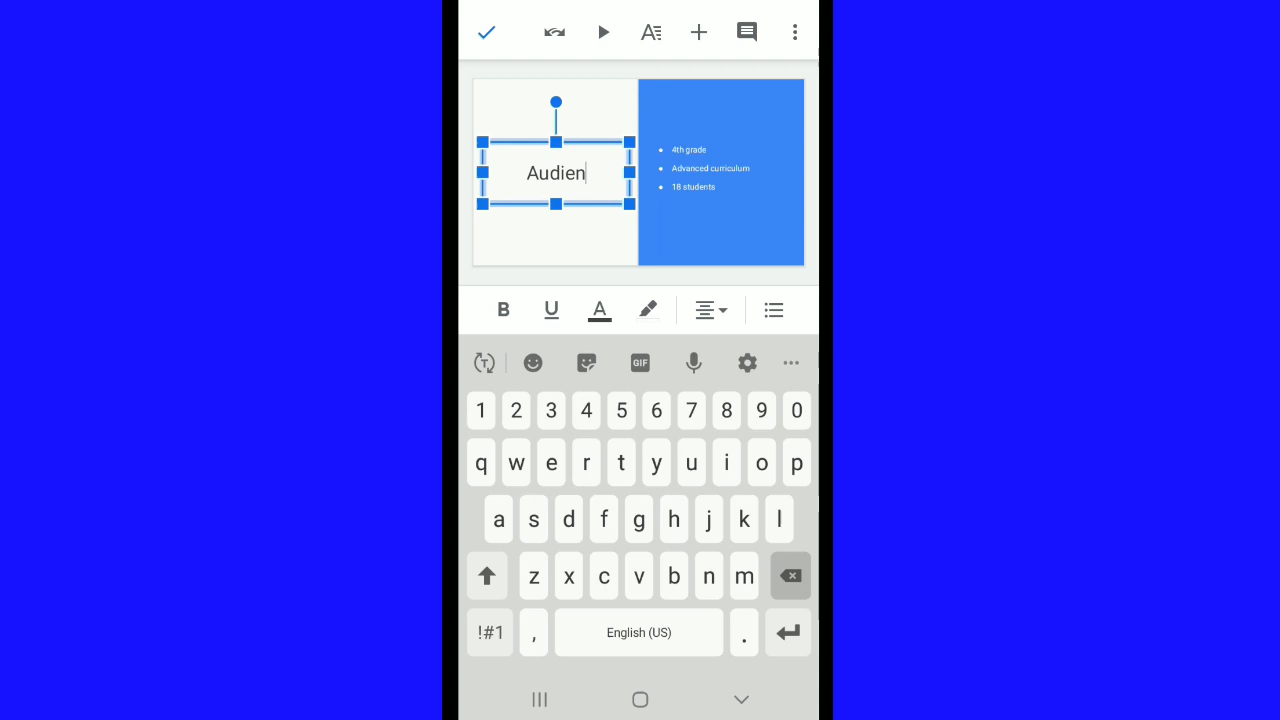 Audien
4th grade
Advanced curriculum
18 students
B U A
GIF
1 2 3 4 5 6 7 8 9 0
q w e r t y u i o p
a s d f g h j k l
z x c v b n m
!#1 , English (US) .